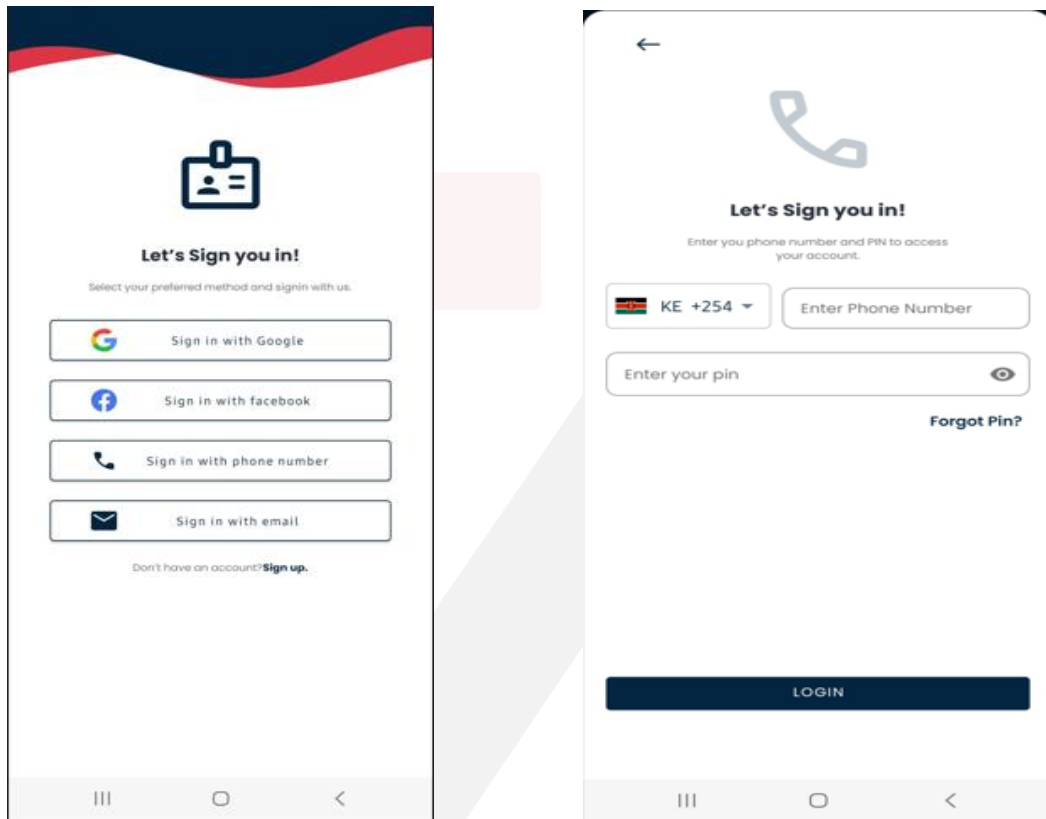 Let's Sign you in!
Select your preferred method and signin with us.
Sign in with Google
Sign in with facebook
Sign in with phone number
Sign in with email
Don't have an account?Sign up.
Let's Sign you in!
Enter you phone number and PIN to access
your account.
KE +254
Enter Phone Number
Enter your pin
Forgot Pin?
LOGIN